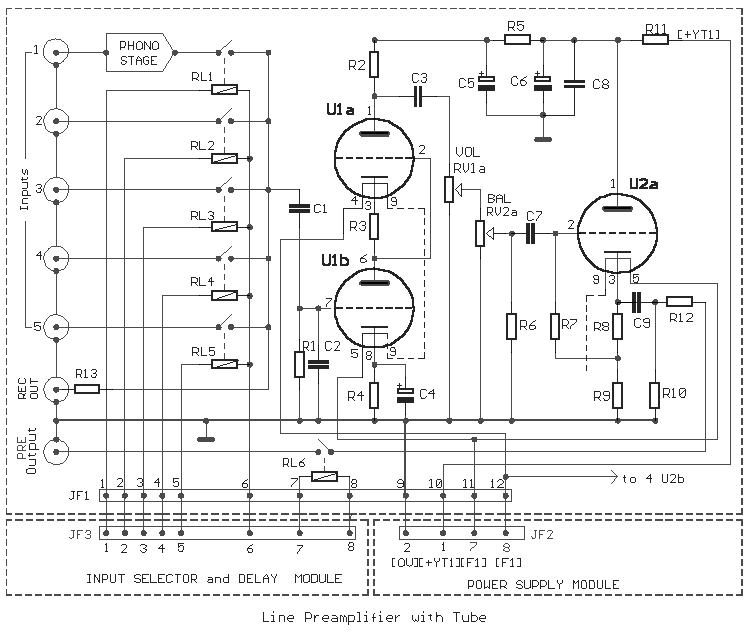 R5
R11
[+YT1]
1
PHONO
STAGE
R2
C3
C5
+
C6
+
C8
RL1
U1a
1
2
RL2
2
VOL
RV1a
1
U2a
Inputs
3
4
3
9
BAL
RV2a
C7
2
C1
R3
RL3
4
U1b
6
9
3
5
RL4
7
C9
R12
5
R1
C2
R6
R7
R8
RL5
5
8
9
REC
OUT
R13
R4
+
C4
R9
R10
PRE
Output
RL6
1
2
3
4
5
6
7
8
9
10
11
12
to 4 U2b
JF1
JF3
JF2
1
2
3
4
5
6
7
8
2
1
7
8
[0V][+YT1][F1] [F1]
INPUT SELECTOR and DELAY MODULE
POWER SUPPLY MODULE
Line Preamplifier with Tube